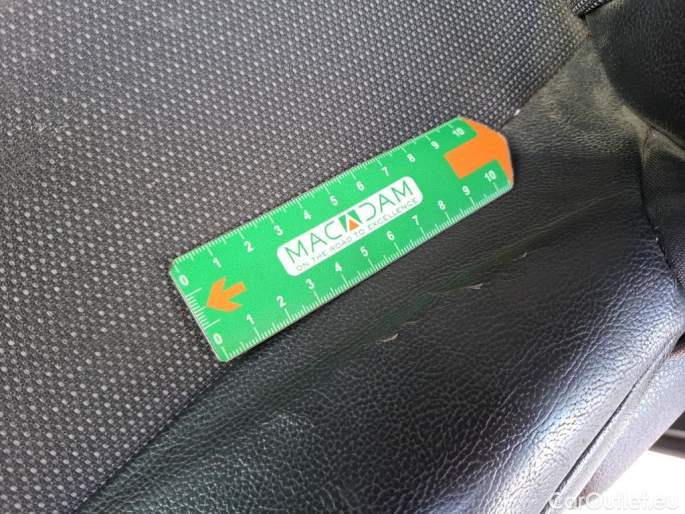 0 1 2 3 4 5 6 7 8 9 10
MACADAM
ON THE ROAD TO EXCELLENCE
0 1 2 3 4 5 6 7 8 9 10
CarOutlet.eu